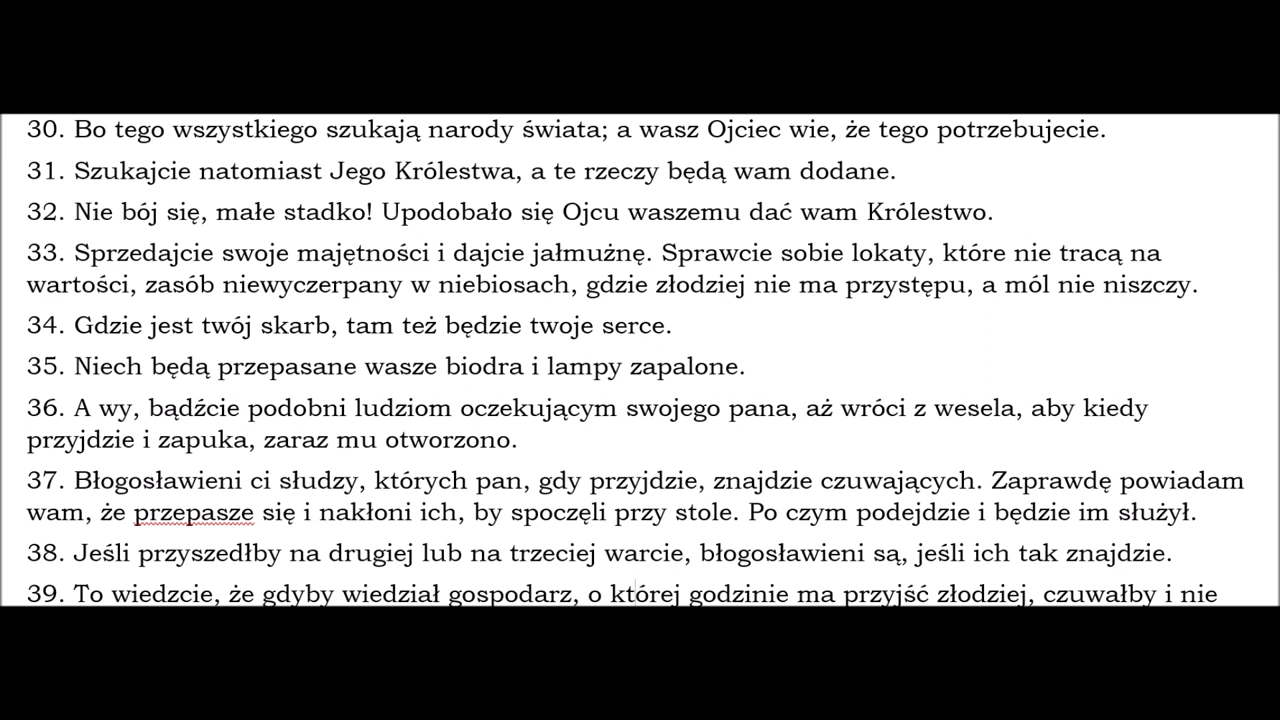 30. Bo tego wszystkiego szukają narody świata; a wasz Ojciec wie, że tego potrzebujecie.
31. Szukajcie natomiast Jego Królestwa, a te rzeczy będą wam dodane.
32. Nie bój się, małe stadko! Upodobało się Ojcu waszemu dać wam Królestwo.
33. Sprzedajcie swoje majętności i dajcie jałmużnę. Sprawcie sobie lokaty, które nie tracą na
wartości, zasób niewyczerpany w niebiosach, gdzie złodziej nie ma przystępu, a mól nie niszczy.
34. Gdzie jest twój skarb, tam też będzie twoje serce.
35. Niech będą przepasane wasze biodra i lampy zapalone.
36. A wy, bądźcie podobni ludziom oczekującym swojego pana, aż wróci z wesela, aby kiedy
przyjdzie i zapuka, zaraz mu otworzono.
37. Błogosławieni ci słudzy, których pan, gdy przyjdzie, znajdzie czuwających. Zaprawdę powiadam
wam, że przepasze się i nakłoni ich, by spoczęli przy stole. Po czym podejdzie i będzie im służył.
38. Jeśli przyszedłby na drugiej lub na trzeciej warcie, błogosławieni są, jeśli ich tak znajdzie.
39. To wiedzcie, że gdyby wiedział gospodarz, o której godzinie ma przyjść złodziej, czuwałby i nie